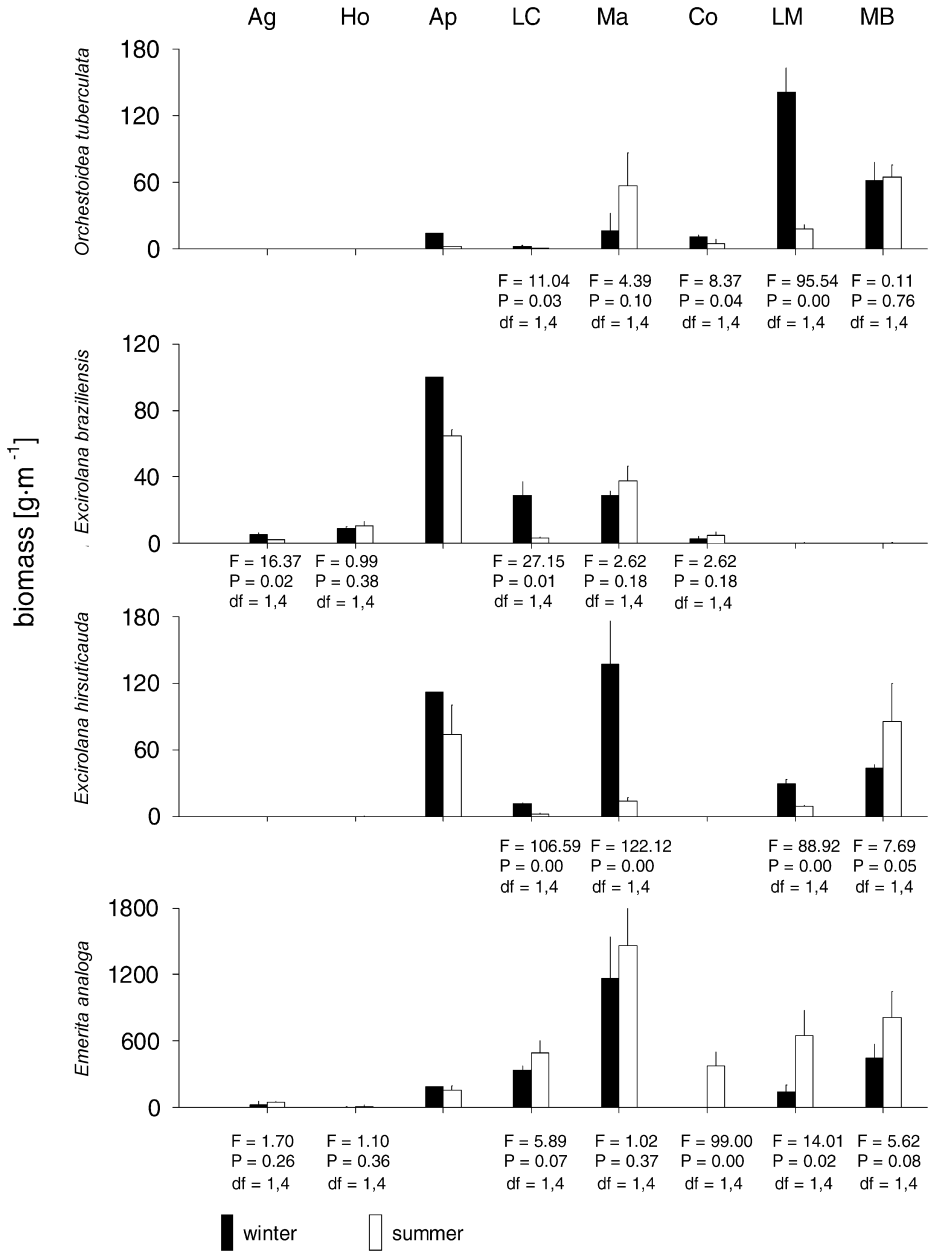 Ag Ho Ap LC Ma Co LM MB
biomass [g·m-1]
Orchestoidea tuberculata
180
120
60
0
F = 11.04 F = 4.39 F = 8.37 F = 95.54 F = 0.11
P = 0.03 P = 0.10 P = 0.04 P = 0.00 P = 0.76
df = 1,4 df = 1,4 df = 1,4 df = 1,4 df = 1,4
Excirolana braziliensis
120
80
40
0
F = 16.37 F = 0.99 F = 27.15 F = 2.62 F = 2.62
P = 0.02 P = 0.38 P = 0.01 P = 0.18 P = 0.18
df = 1,4 df = 1,4 df = 1,4 df = 1,4 df = 1,4
Excirolana hirsuticauda
180
120
60
0
F = 106.59 F = 122.12 F = 88.92 F = 7.69
P = 0.00 P = 0.00 P = 0.00 P = 0.05
df = 1,4 df = 1,4 df = 1,4 df = 1,4
Emerita analoga
1800
1200
600
0
F = 1.70 F = 1.10 F = 5.89 F = 1.02 F = 99.00 F = 14.01 F = 5.62
P = 0.26 P = 0.36 P = 0.07 P = 0.37 P = 0.00 P = 0.02 P = 0.08
df = 1,4 df = 1,4 df = 1,4 df = 1,4 df = 1,4 df = 1,4 df = 1,4
winter summer